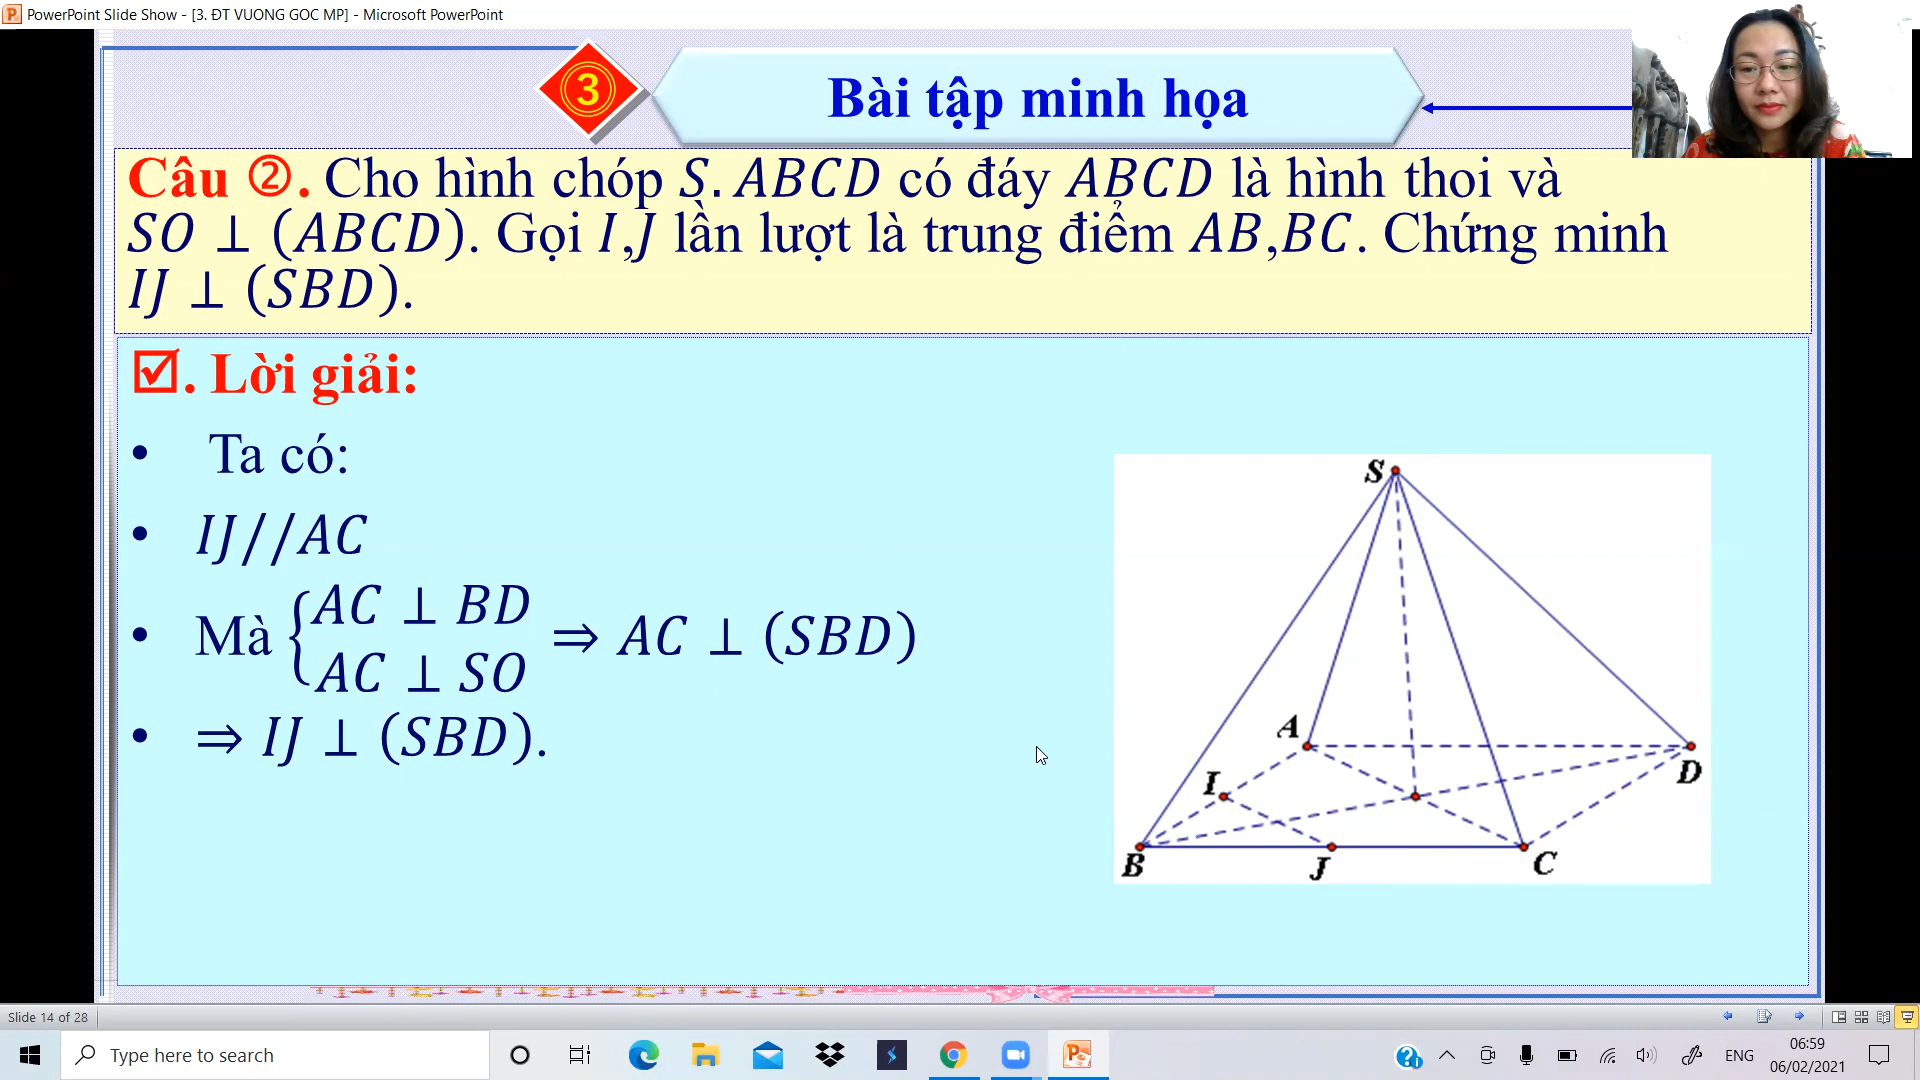 PowerPoint Slide Show - [3. ĐT VUONG GOC MP] - Microsoft PowerPoint
3
Bài tập minh họa
Câu ②. Cho hình chóp S.ABCD có đáy ABCD là hình thoi và
SO ⊥ (ABCD). Gọi I,J lần lượt là trung điểm AB,BC. Chứng minh
IJ ⊥ (SBD).
☑. Lời giải:
• Ta có:
• IJ//AC
• Mà { AC ⊥ BD
AC ⊥ SO ⇒ AC ⊥ (SBD)
• ⇒ IJ ⊥ (SBD).
S
A
D
I
B
J
C
Slide 14 of 28
Type here to search
ENG
06:59
06/02/2021